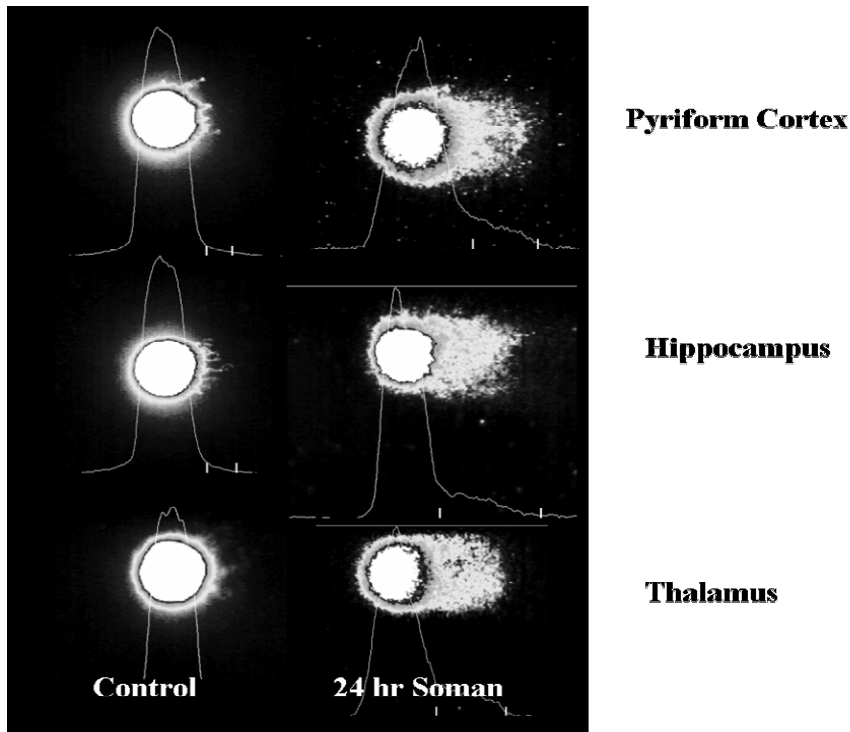 Pyriform Cortex
Hippocampus
Thalamus
Control
24 hr Soman